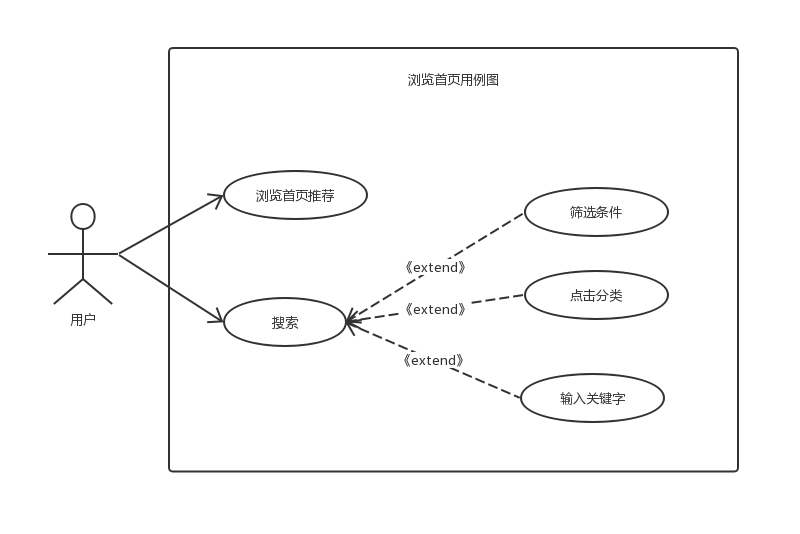 浏览首页用例图
浏览首页推荐
筛选条件
《extend》
点击分类
《extend》
用户
搜索
《extend》
输入关键字